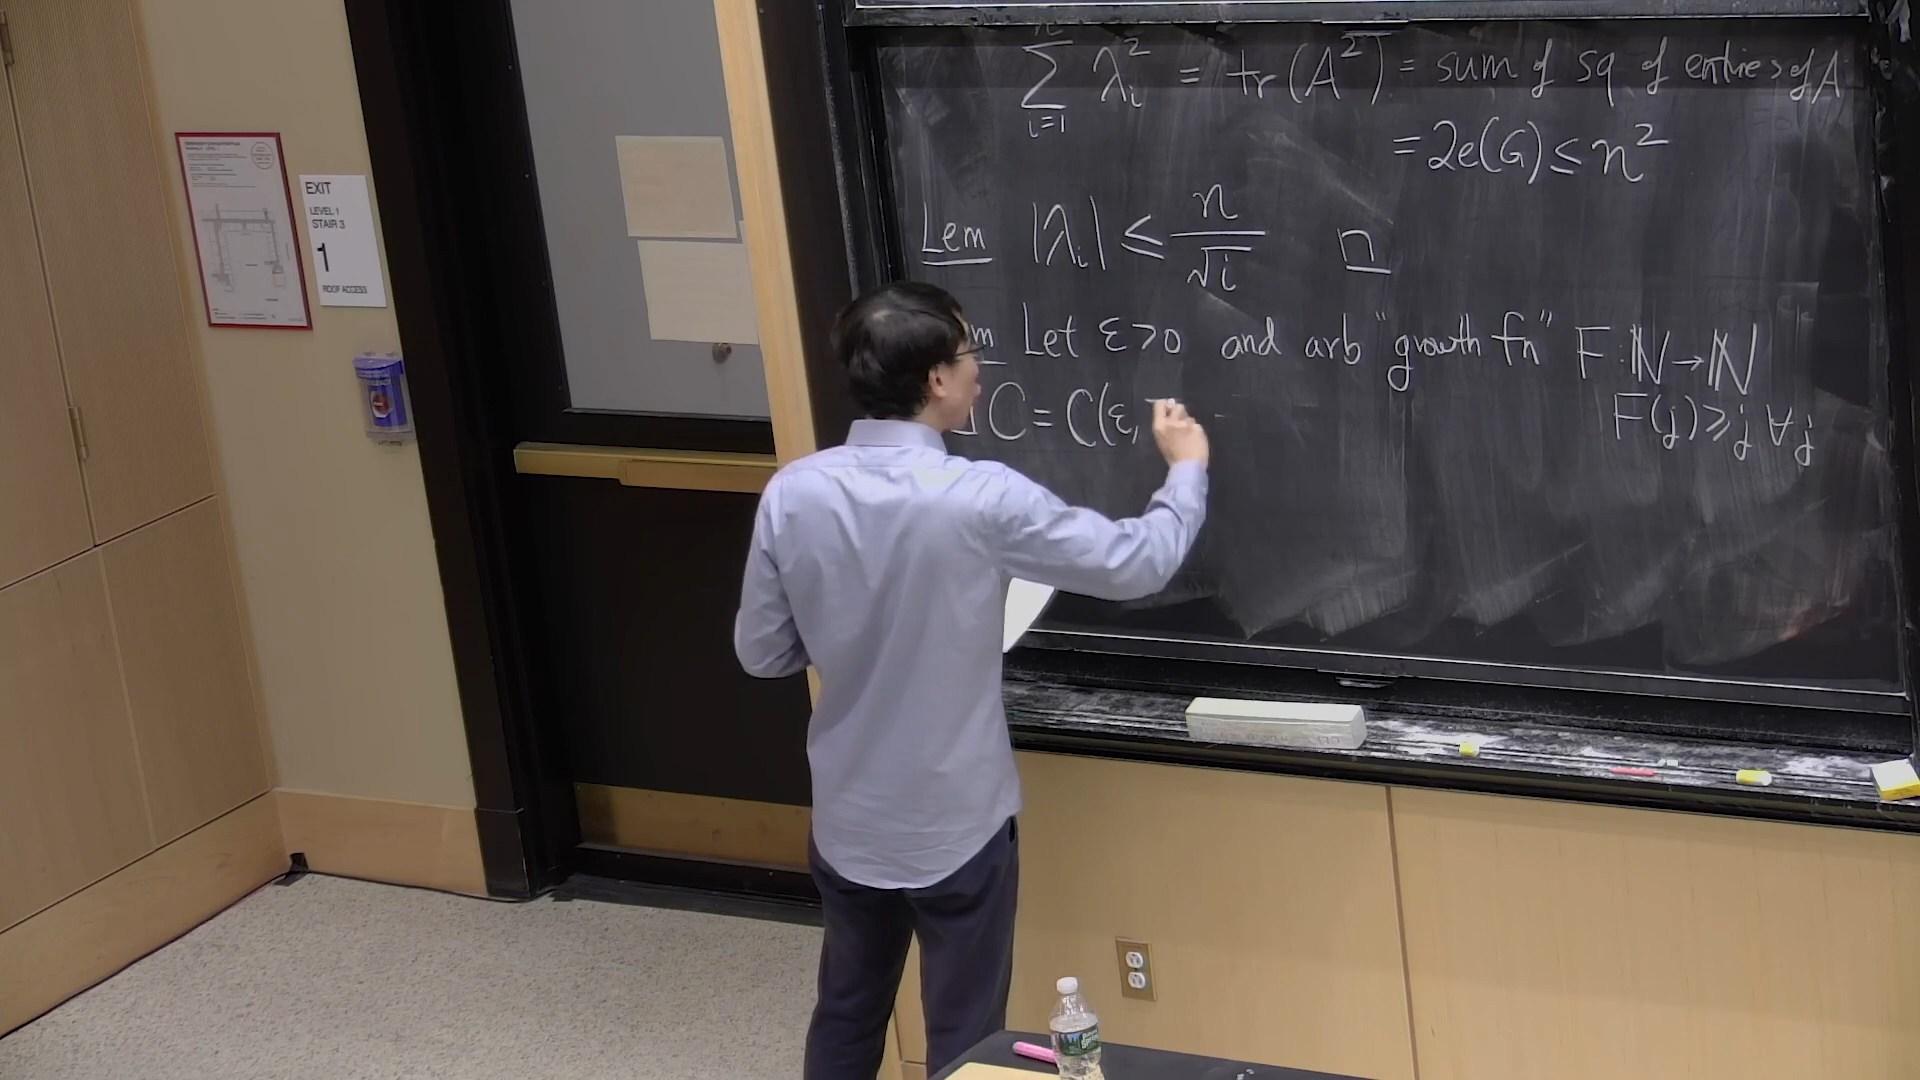 EXIT
LEVEL 1
STAIR 3
1
ROOF ACCESS
n
∑ λᵢ² = tr(A²) = sum of sq of entries of A
i=1
= 2e(G) ≤ n²
Lem |λᵢ| ≤ n/√i n
m Let ε>0 and arb "growth fn" F: ℕ → ℕ
F(j) ≥ j ∀j
∃ C = C(ε,